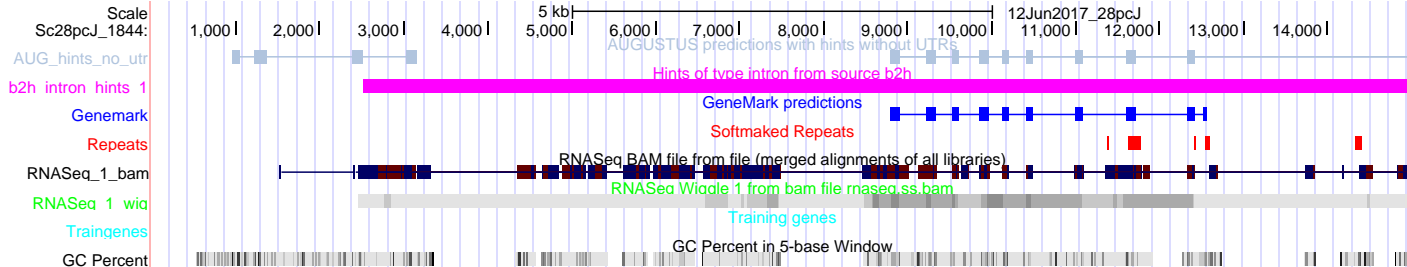 Scale 5 kb 12Jun2017_28pcJ
Sc28pcJ_1844: 1,000 2,000 3,000 4,000 5,000 6,000 7,000 8,000 9,000 10,000 11,000 12,000 13,000 14,000
AUGUSTUS predictions with hints without UTRs
AUG_hints_no_utr
Hints of type intron from source b2h
b2h intron hints 1
GeneMark predictions
Genemark
Softmaked Repeats
Repeats
RNASeq BAM file from file (merged alignments of all libraries)
RNASeq_1_bam
RNASeq Wiggle 1 from bam file rnaseq.ss.bam
RNASeq 1 wig
Training genes
Traingenes
GC Percent in 5-base Window
GC Percent